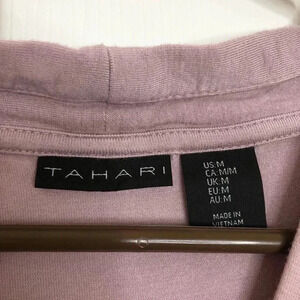 TAHARI
US:M
CA:M/M
UK:M
EU:M
AU:M
MADE IN
VIETNAM